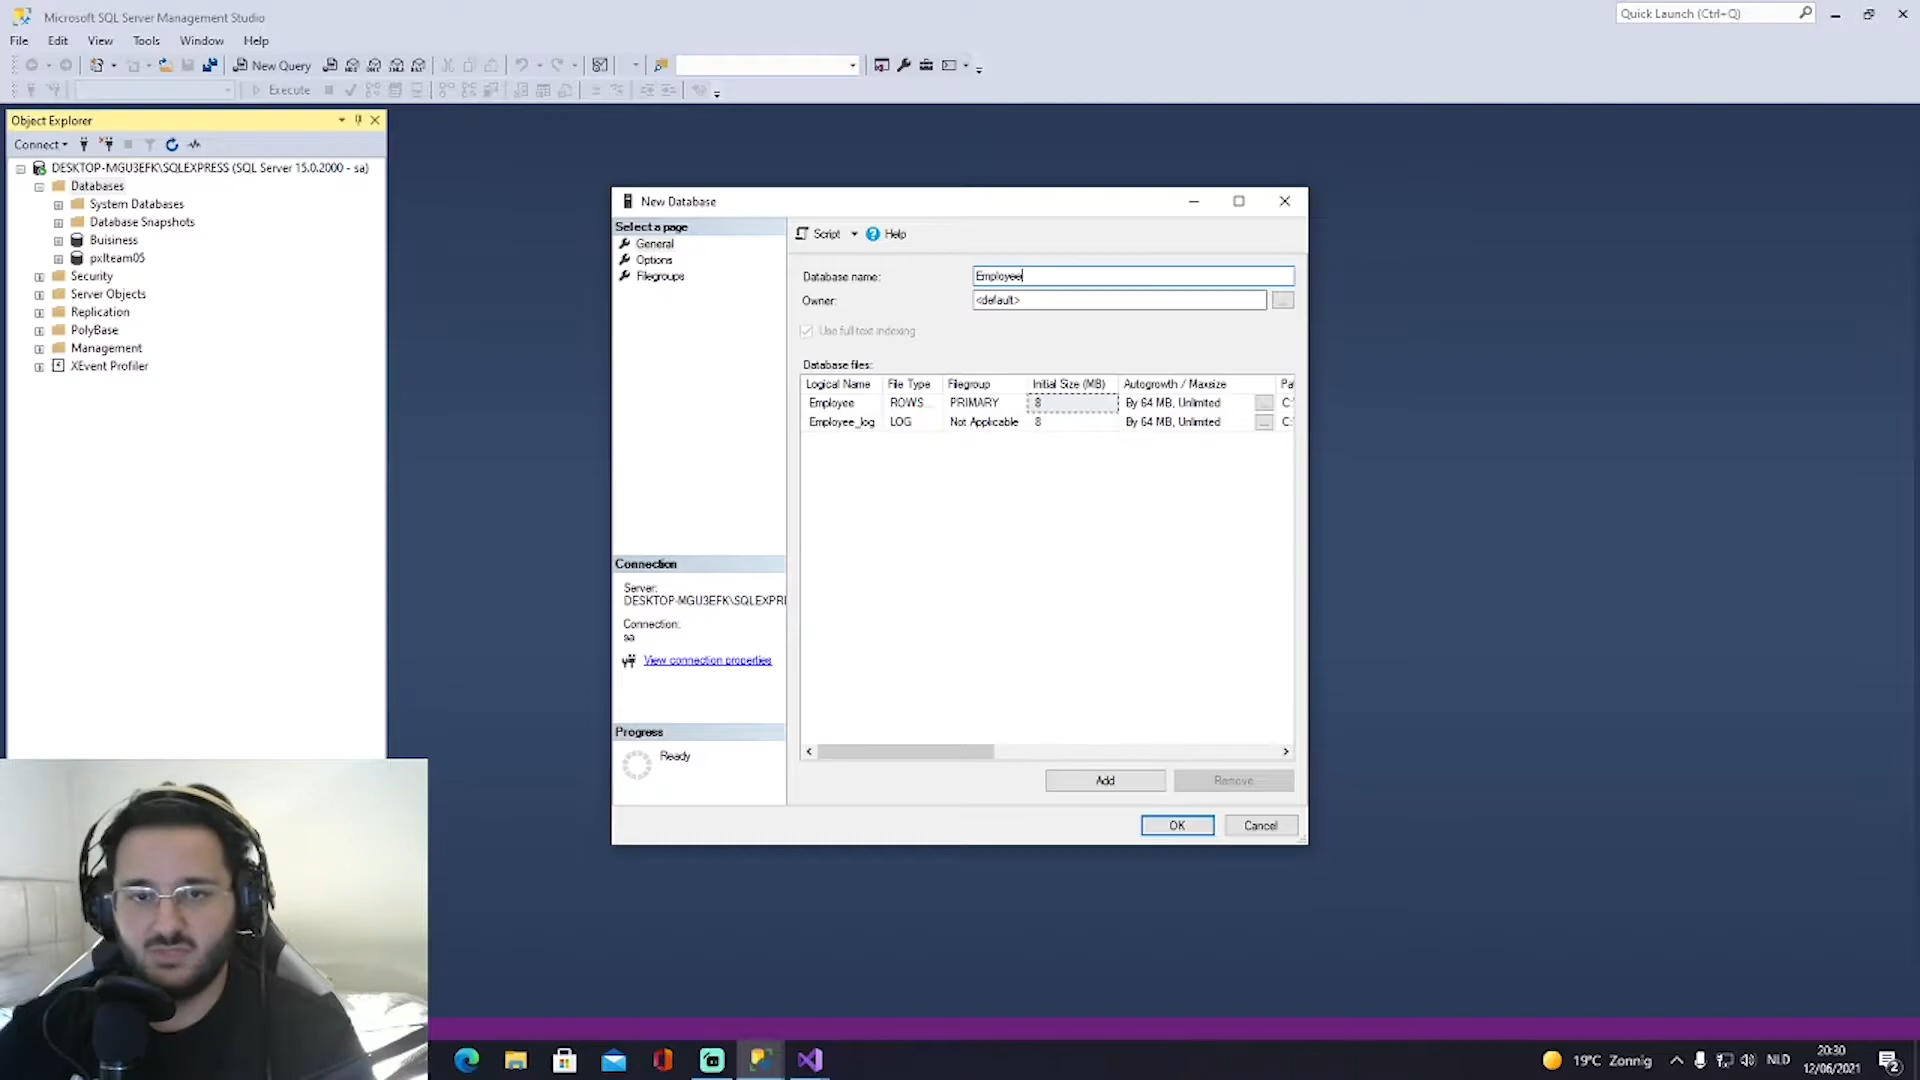 Microsoft SQL Server Management Studio
Quick Launch (Ctrl+Q)
File Edit View Tools Window Help
New Query
Execute
Object Explorer
Connect
DESKTOP-MGU3EFK\SQLEXPRESS (SQL Server 15.0.2000 - sa)
Databases
System Databases
Database Snapshots
Buisiness
pxlteam05
Security
Server Objects
Replication
PolyBase
Management
XEvent Profiler
New Database
Select a page
General
Options
Filegroups
Script Help
Database name: Employee
Owner: <default> ...
Use full-text indexing
Database files:
Logical Name File Type Filegroup Initial Size (MB) Autogrowth / Maxsize Pa
Employee ROWS... PRIMARY 8 By 64 MB, Unlimited ... C:\
Employee_log LOG Not Applicable 8 By 64 MB, Unlimited ... C:
Connection
Server:
DESKTOP-MGU3EFK\SQLEXPRE
Connection:
sa
View connection properties
Progress
Ready
Add Remove
OK Cancel
19°C Zonnig
NLD
20:30
12/06/2021
2